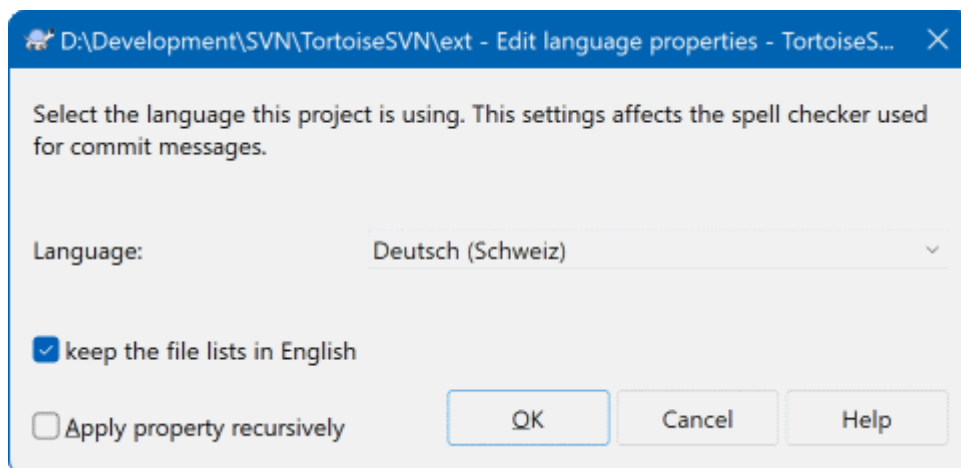 D:\Development\SVN\TortoiseSVN\ext - Edit language properties - TortoiseS...
Select the language this project is using. This settings affects the spell checker used
for commit messages.
Language: Deutsch (Schweiz)
keep the file lists in English
Apply property recursively OK Cancel Help